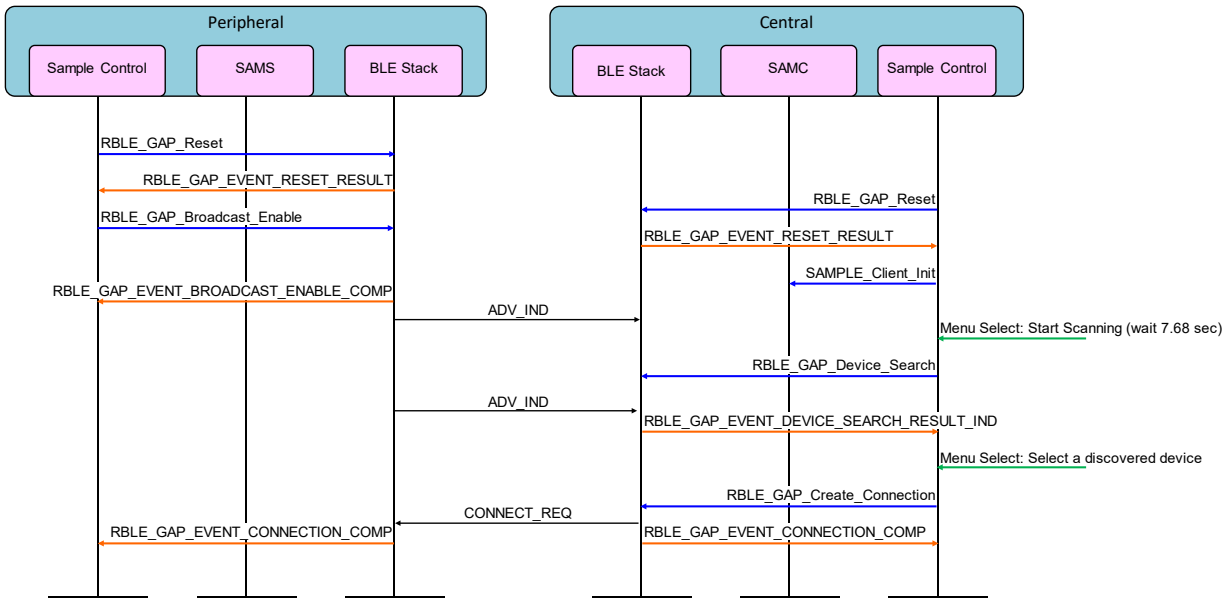 Peripheral
Central
Sample Control
SAMS
BLE Stack
BLE Stack
SAMC
Sample Control
RBLE_GAP_Reset
RBLE_GAP_EVENT_RESET_RESULT
RBLE_GAP_Reset
RBLE_GAP_Broadcast_Enable
RBLE_GAP_EVENT_RESET_RESULT
SAMPLE_Client_Init
RBLE_GAP_EVENT_BROADCAST_ENABLE_COMP
ADV_IND
Menu Select: Start Scanning (wait 7.68 sec)
RBLE_GAP_Device_Search
ADV_IND
RBLE_GAP_EVENT_DEVICE_SEARCH_RESULT_IND
Menu Select: Select a discovered device
RBLE_GAP_Create_Connection
CONNECT_REQ
RBLE_GAP_EVENT_CONNECTION_COMP
RBLE_GAP_EVENT_CONNECTION_COMP